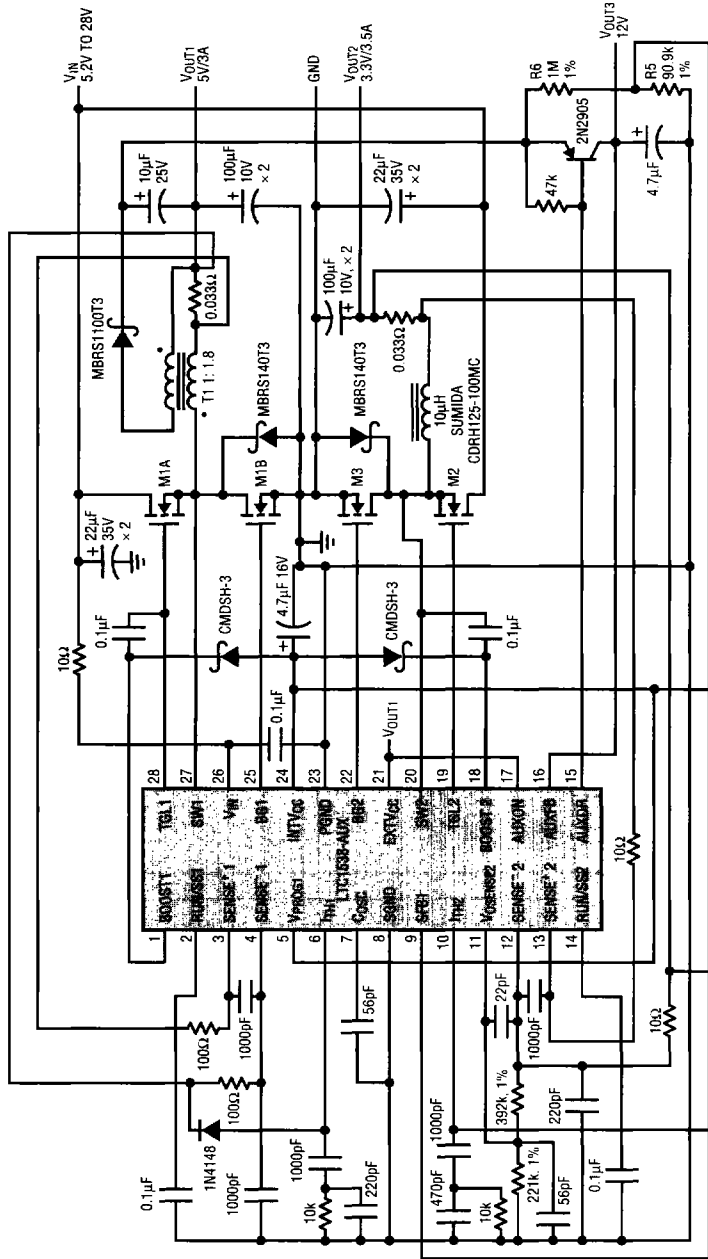 VIN
5.2V TO 28V
VOUT1
5V/3A
GND
VOUT2
3.3V/3.5A
VOUT3
12V
R6
1M
1%
R5
90.9k
1%
2N2905
+
10µF
25V
+
100µF
10V
× 2
22µF
35V
× 2
+
47k
+
4.7µF
MBRS1100T3
0.033Ω
T1 1: 1.8
MBRS140T3
MBRS140T3
100µF
10V, × 2
+
0.033Ω
10µH
SUMIDA
CDRH125-100MC
M1A
M1B
M3
M2
+
22µF
35V
× 2
0.1µF
CMDSH-3
4.7µF 16V
+
CMDSH-3
0.1µF
10Ω
0.1µF
VOUT1
28
27
26
25
24
23
22
21
20
19
18
17
16
15
TGL1
SW1
VIN
BG1
INTVCC
PGND
BG2
EXTVCC
SW2
TGL2
BOOST 2
AUXON
AUXFB
AUXDR
LTC1538-AUX
BOOST1
RUN/SS1
SENSE+ 1
SENSE– 1
VPROG1
ITH1
COSC
SGND
SFB1
ITH2
VOSENSE2
SENSE– 2
SENSE+ 2
RUN/SS2
1
2
3
4
5
6
7
8
9
10
11
12
13
14
10Ω
10Ω
100Ω
1000pF
100Ω
1N4148
0.1µF
1000pF
56pF
1000pF
10k
220pF
1000pF
470pF
10k
22pF
1000pF
392k, 1%
220pF
221k, 1%
56pF
0.1µF